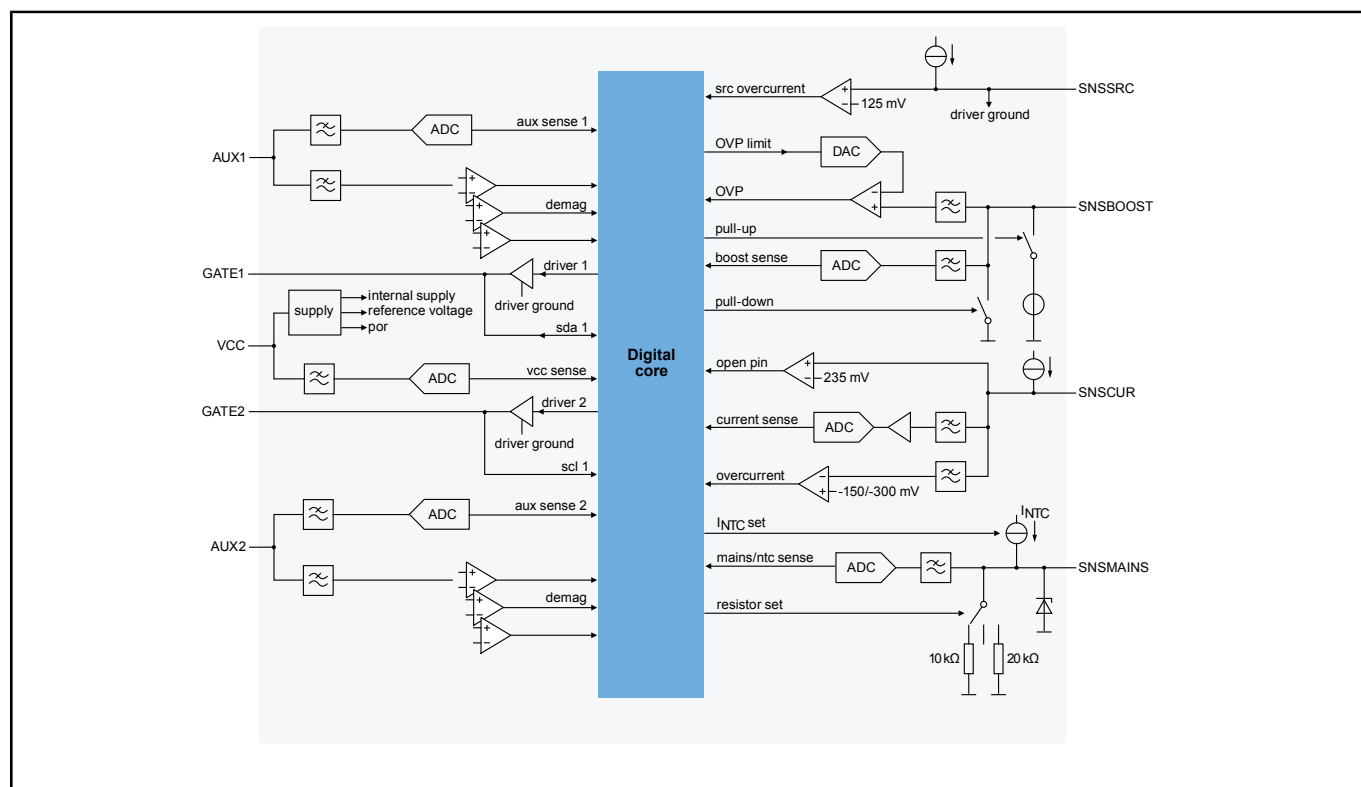 src overcurrent
+
−
125 mV
SNSSRC
driver ground
aux sense 1
ADC
AUX1
OVP limit
DAC
+
−
+
−
demag
+
−
OVP
−
+
SNSBOOST
pull-up
boost sense
ADC
GATE1
driver 1
driver ground
supply
internal supply
reference voltage
por
pull-down
sda 1
VCC
Digital
core
open pin
+
−
235 mV
ADC
vcc sense
SNSCUR
GATE2
driver 2
driver ground
current sense
ADC
scl 1
overcurrent
−
+
-150/-300 mV
aux sense 2
ADC
INTC
INTC set
AUX2
mains/ntc sense
ADC
SNSMAINS
+
−
+
−
demag
+
−
resistor set
10 kΩ
20 kΩ